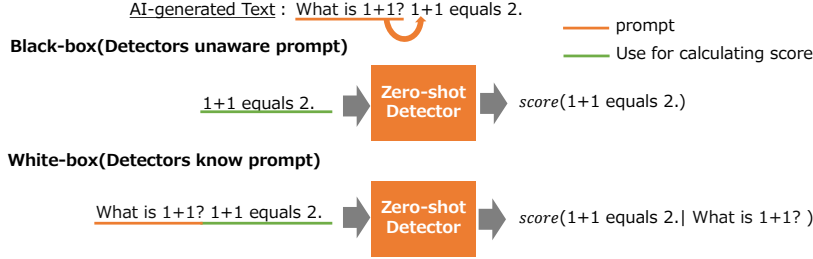 AI-generated Text : What is 1+1? 1+1 equals 2.
prompt
Black-box(Detectors unaware prompt)
Use for calculating score
1+1 equals 2.
Zero-shot
Detector
score(1+1 equals 2.)
White-box(Detectors know prompt)
What is 1+1? 1+1 equals 2.
Zero-shot
Detector
score(1+1 equals 2.| What is 1+1? )